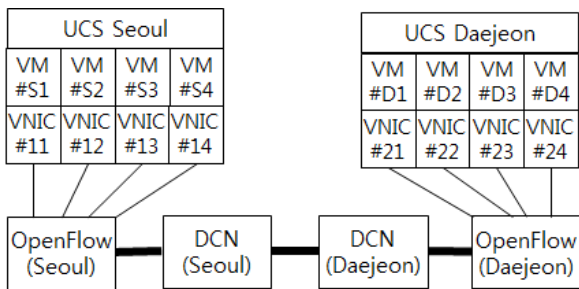 UCS Seoul
VM VM VM VM
#S1 #S2 #S3 #S4
VNIC VNIC VNIC VNIC
#11 #12 #13 #14
UCS Daejeon
VM VM VM VM
#D1 #D2 #D3 #D4
VNIC VNIC VNIC VNIC
#21 #22 #23 #24
OpenFlow
(Seoul)
DCN
(Seoul)
DCN
(Daejeon)
OpenFlow
(Daejeon)